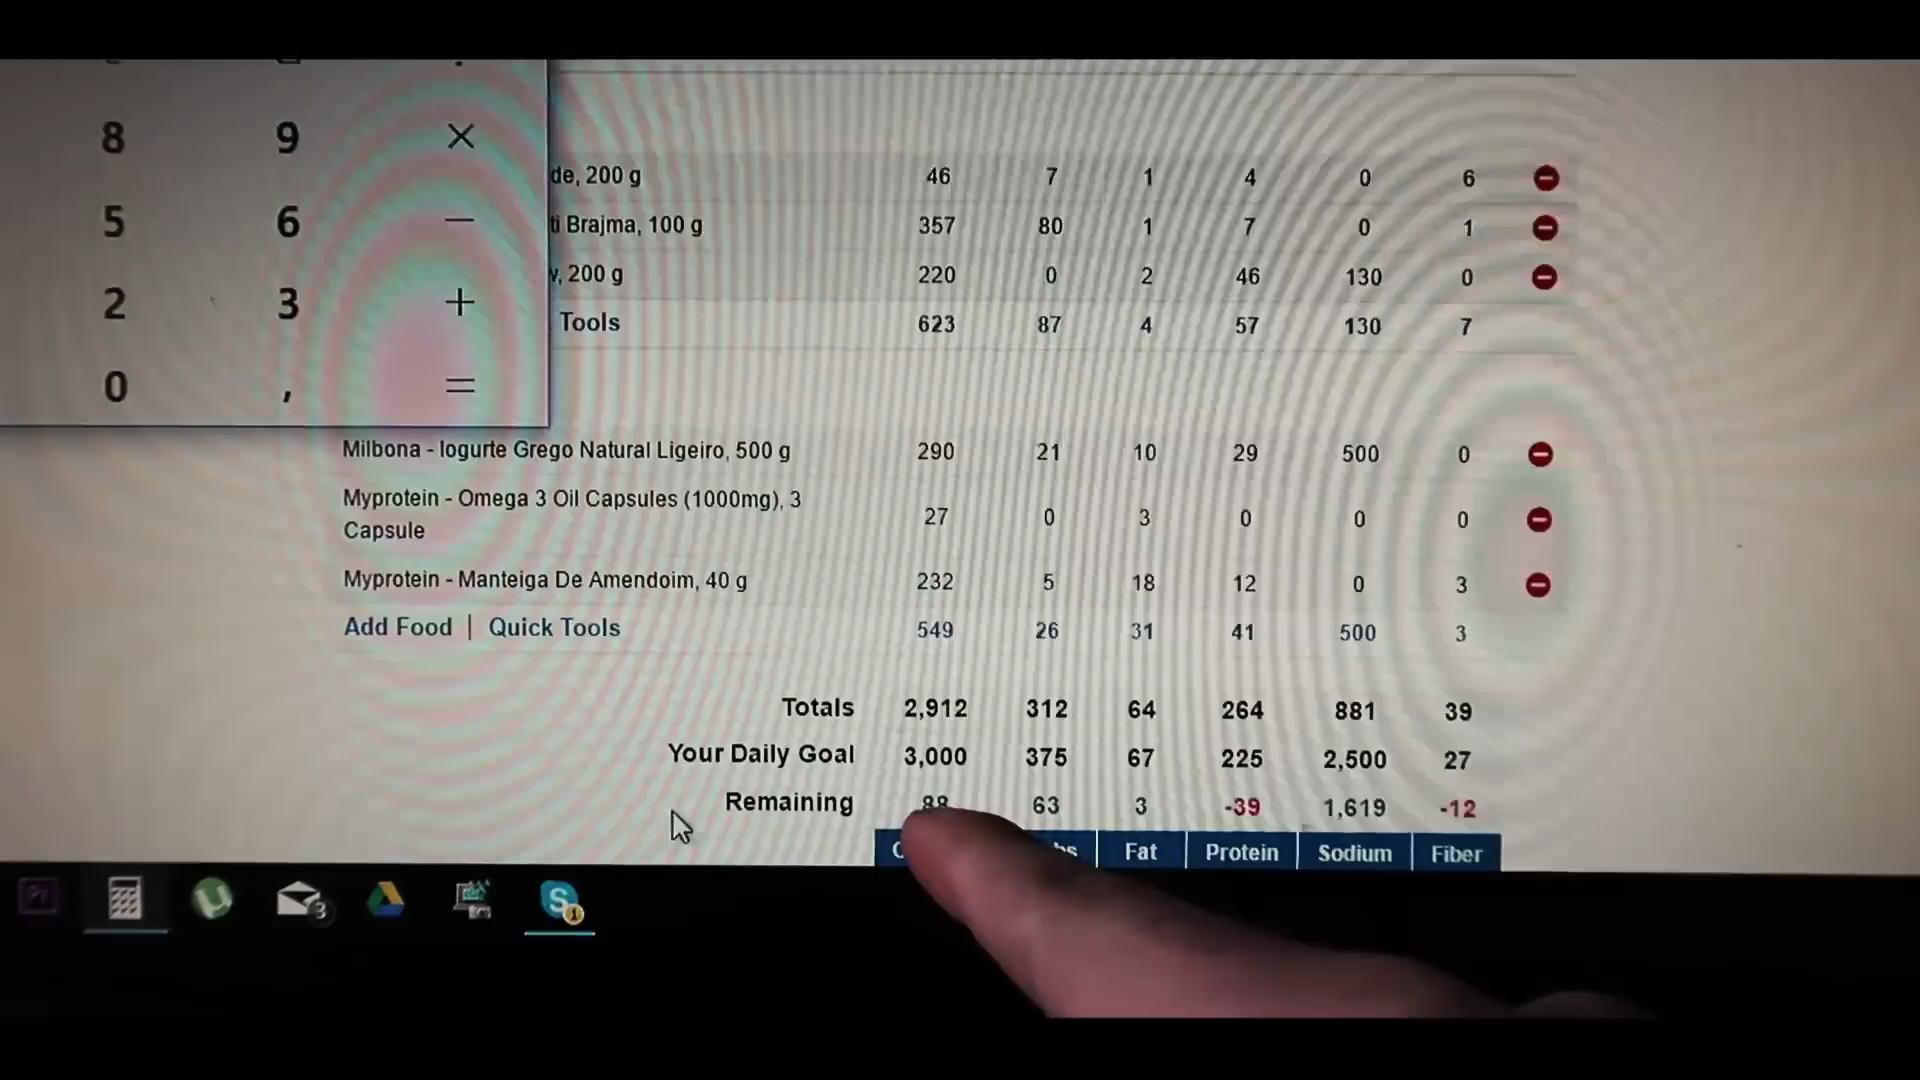 8 9 ×
5 6 −
2 3 +
0 , =
de, 200 g 46 7 1 4 0 6
ti Brajma, 100 g 357 80 1 7 0 1
, 200 g 220 0 2 46 130 0
Tools 623 87 4 57 130 7
Milbona - Iogurte Grego Natural Ligeiro, 500 g 290 21 10 29 500 0
Myprotein - Omega 3 Oil Capsules (1000mg), 3
Capsule 27 0 3 0 0 0
Myprotein - Manteiga De Amendoim, 40 g 232 5 18 12 0 3
Add Food | Quick Tools 549 26 31 41 500 3
Totals 2,912 312 64 264 881 39
Your Daily Goal 3,000 375 67 225 2,500 27
Remaining 88 63 3 -39 1,619 -12
Fat Protein Sodium Fiber
Pr 3 S 1